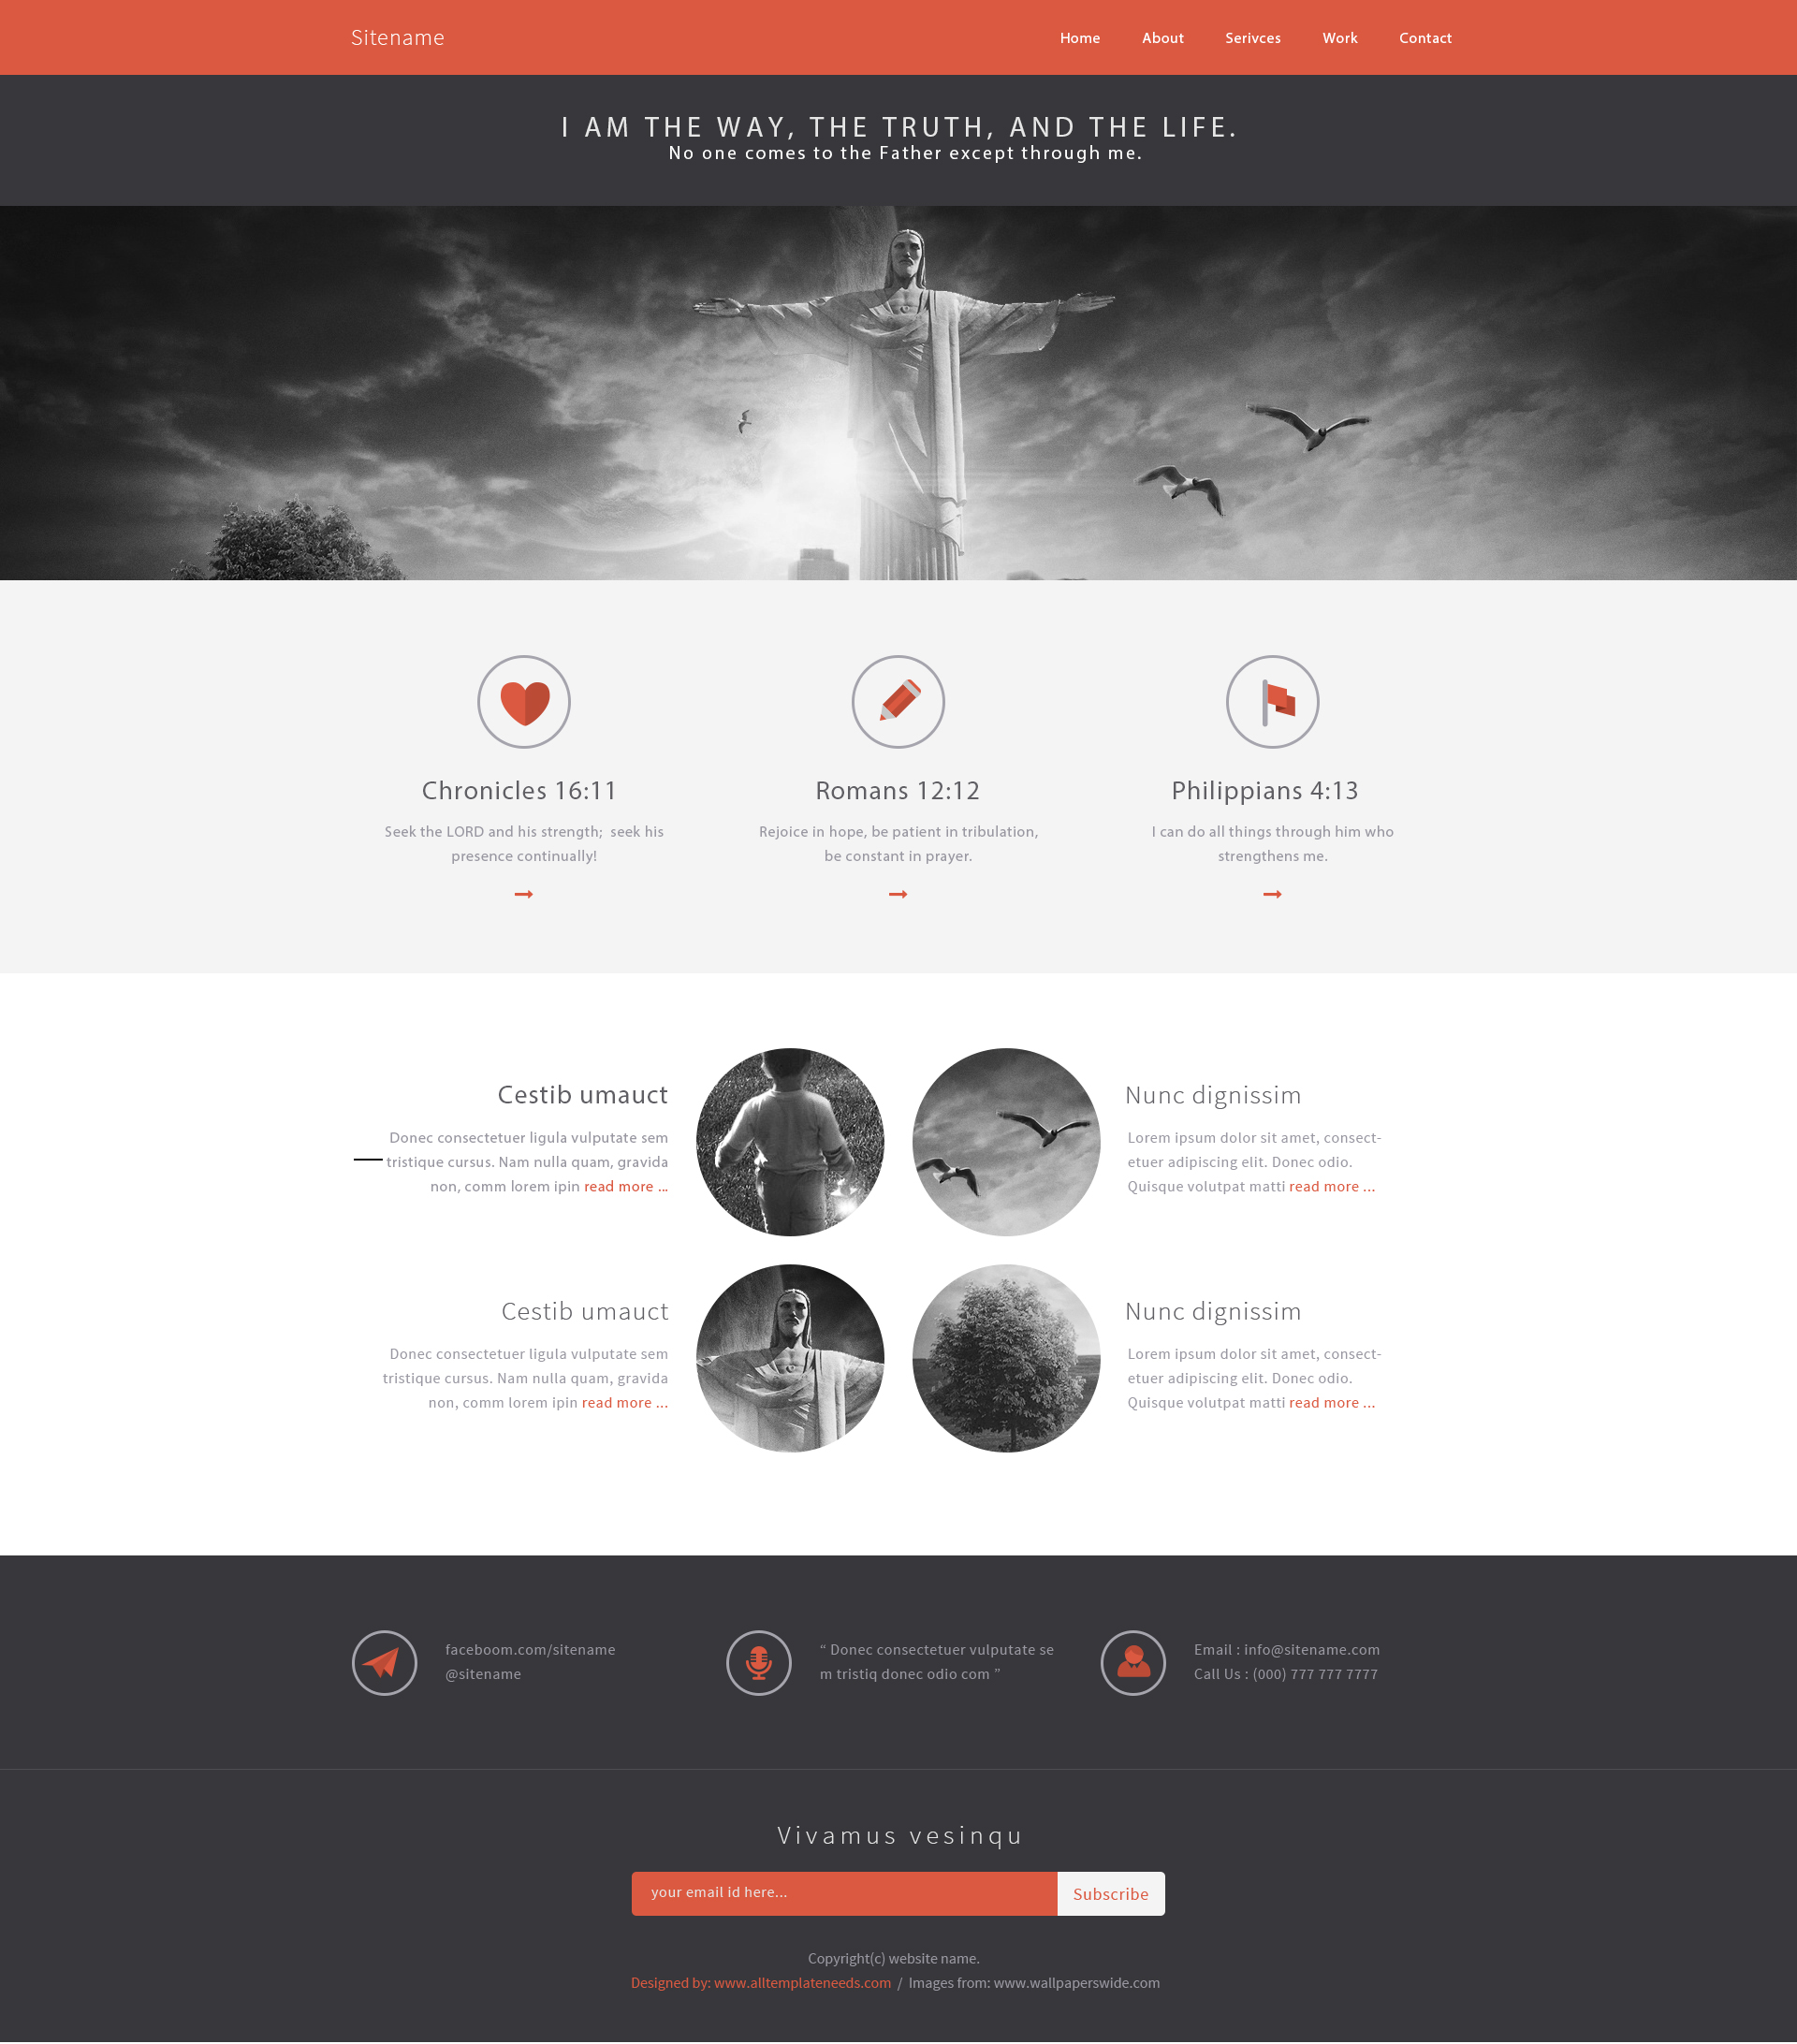 Sitename
Home About Serivces Work Contact
I AM THE WAY, THE TRUTH, AND THE LIFE.
No one comes to the Father except through me.
Chronicles 16:11
Seek the LORD and his strength; seek his
presence continually!
Romans 12:12
Rejoice in hope, be patient in tribulation,
be constant in prayer.
Philippians 4:13
I can do all things through him who
strengthens me.
Cestib umauct
Donec consectetuer ligula vulputate sem
tristique cursus. Nam nulla quam, gravida
non, comm lorem ipin read more ...
Nunc dignissim
Lorem ipsum dolor sit amet, consect-
etuer adipiscing elit. Donec odio.
Quisque volutpat matti read more ...
Cestib umauct
Donec consectetuer ligula vulputate sem
tristique cursus. Nam nulla quam, gravida
non, comm lorem ipin read more ...
Nunc dignissim
Lorem ipsum dolor sit amet, consect-
etuer adipiscing elit. Donec odio.
Quisque volutpat matti read more ...
faceboom.com/sitename
@sitename
“ Donec consectetuer vulputate se
m tristiq donec odio com ”
Email : info@sitename.com
Call Us : (000) 777 777 7777
Vivamus vesinqu
your email id here...
Subscribe
Copyright(c) website name.
Designed by: www.alltemplateneeds.com / Images from: www.wallpaperswide.com